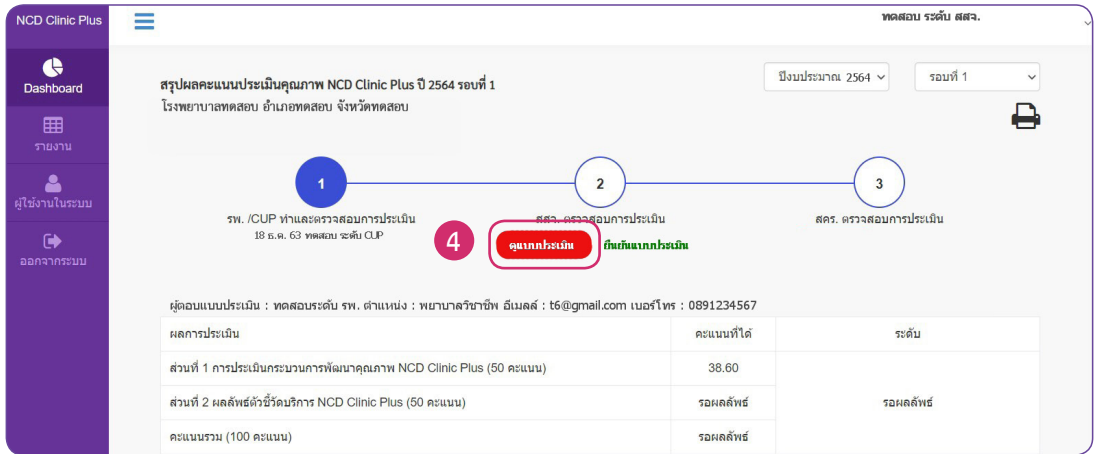 NCD Clinic Plus
ทดสอบ ระดับ สสจ.
Dashboard
รายงาน
ผู้ใช้งานในระบบ
ออกจากระบบ
สรุปผลคะแนนประเมินคุณภาพ NCD Clinic Plus ปี 2564 รอบที่ 1
โรงพยาบาลทดสอบ อำเภอทดสอบ จังหวัดทดสอบ
ปีงบประมาณ 2564
รอบที่ 1
1
2
3
รพ. /CUP ทำและตรวจสอบการประเมิน
18 ธ.ค. 63 ทดสอบ ระดับ CUP
สสจ. ตรวจสอบการประเมิน
สคร. ตรวจสอบการประเมิน
4
ดูแบบประเมิน
ยืนยันแบบประเมิน
ผู้ตอบแบบประเมิน : ทดสอบระดับ รพ. ตำแหน่ง : พยาบาลวิชาชีพ อีเมลล์ : t6@gmail.com เบอร์โทร : 0891234567
ผลการประเมิน คะแนนที่ได้ ระดับ
ส่วนที่ 1 การประเมินกระบวนการพัฒนาคุณภาพ NCD Clinic Plus (50 คะแนน) 38.60
ส่วนที่ 2 ผลลัพธ์ตัวชี้วัดบริการ NCD Clinic Plus (50 คะแนน) รอผลลัพธ์ รอผลลัพธ์
คะแนนรวม (100 คะแนน) รอผลลัพธ์